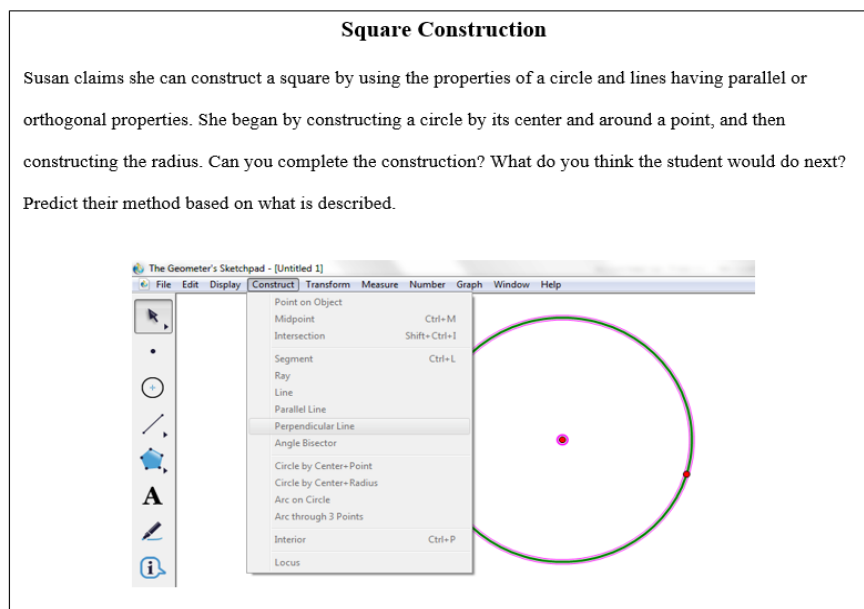 Square Construction
Susan claims she can construct a square by using the properties of a circle and lines having parallel or
orthogonal properties. She began by constructing a circle by its center and around a point, and then
constructing the radius. Can you complete the construction? What do you think the student would do next?
Predict their method based on what is described.
The Geometer's Sketchpad - [Untitled 1]
File Edit Display Construct Transform Measure Number Graph Window Help
Point on Object
Midpoint Ctrl+M
Intersection Shift+Ctrl+I
Segment Ctrl+L
Ray
Line
Parallel Line
Perpendicular Line
Angle Bisector
Circle by Center+Point
Circle by Center+Radius
Arc on Circle
Arc through 3 Points
Interior Ctrl+P
Locus
A
i